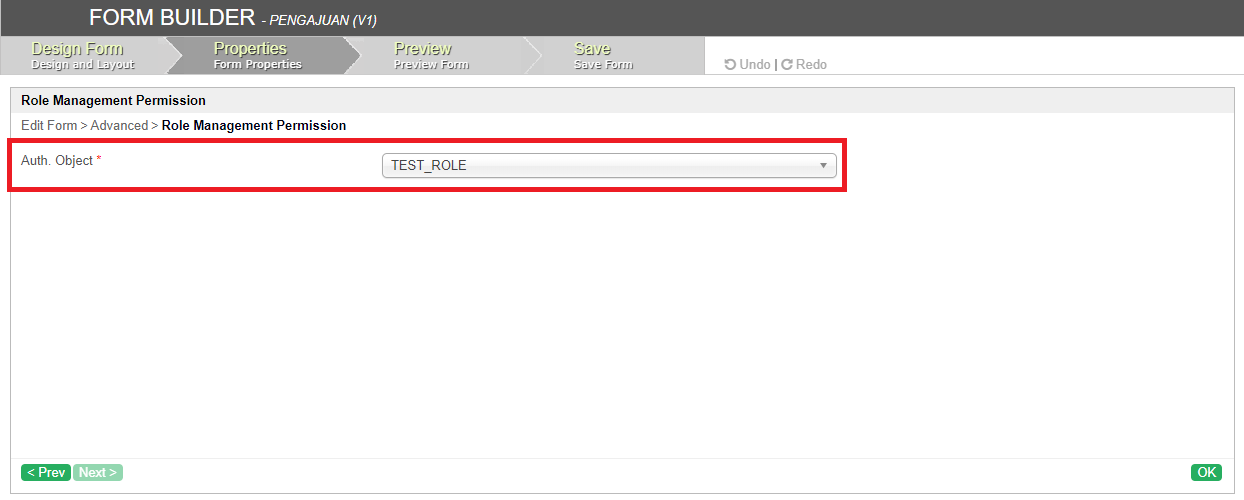 FORM BUILDER - PENGAJUAN (V1)
Design Form
Design and Layout
Properties
Form Properties
Preview
Preview Form
Save
Save Form
Undo | Redo
Role Management Permission
Edit Form > Advanced > Role Management Permission
Auth. Object * TEST_ROLE
< Prev Next > OK